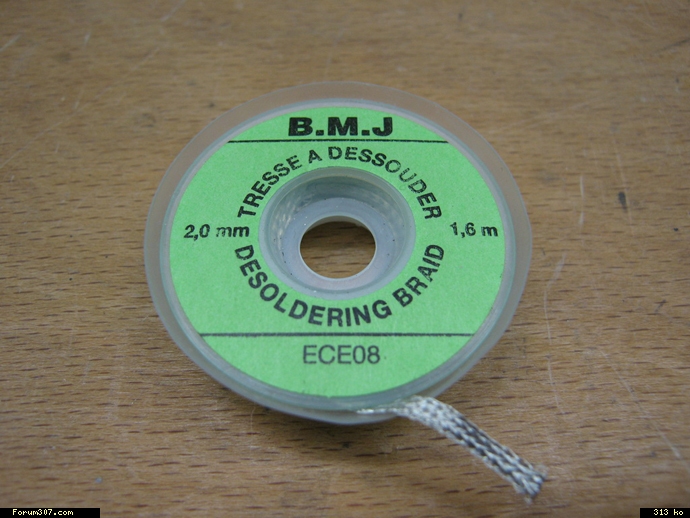 B.M.J
TRESSE A DESSOUDER
2,0 mm
1,6 m
DESOLDERING BRAID
ECE08
Forum307.com
313 ko